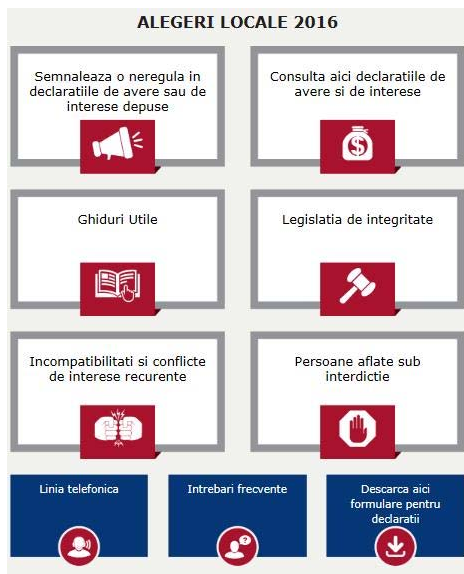 ALEGERI LOCALE 2016
Semnaleaza o neregula in
declaratiile de avere sau de
interese depuse
Consulta aici declaratiile de
avere si de interese
Ghiduri Utile
Legislatia de integritate
Incompatibilitati si conflicte
de interese recurente
Persoane aflate sub
interdictie
Linia telefonica
Intrebari frecvente
Descarca aici
formulare pentru
declaratii